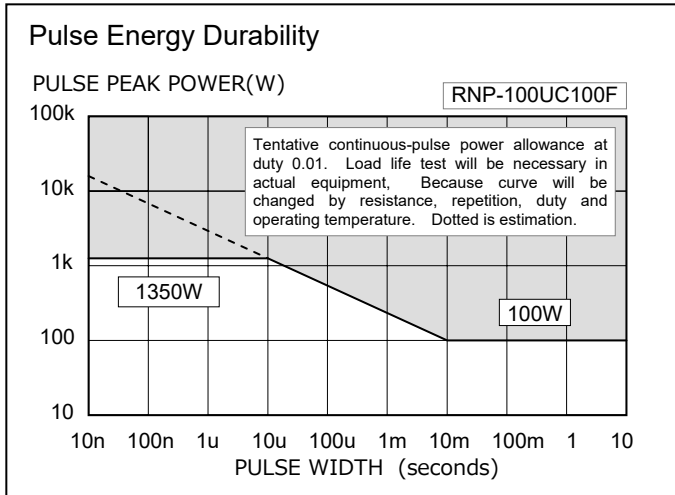 Pulse Energy Durability
PULSE PEAK POWER(W)
RNP-100UC100F
100k
Tentative continuous-pulse power allowance at
duty 0.01. Load life test will be necessary in
actual equipment, Because curve will be
changed by resistance, repetition, duty and
operating temperature. Dotted is estimation.
10k
1k
1350W
100W
100
10
10n 100n 1u 10u 100u 1m 10m 100m 1 10
PULSE WIDTH (seconds)